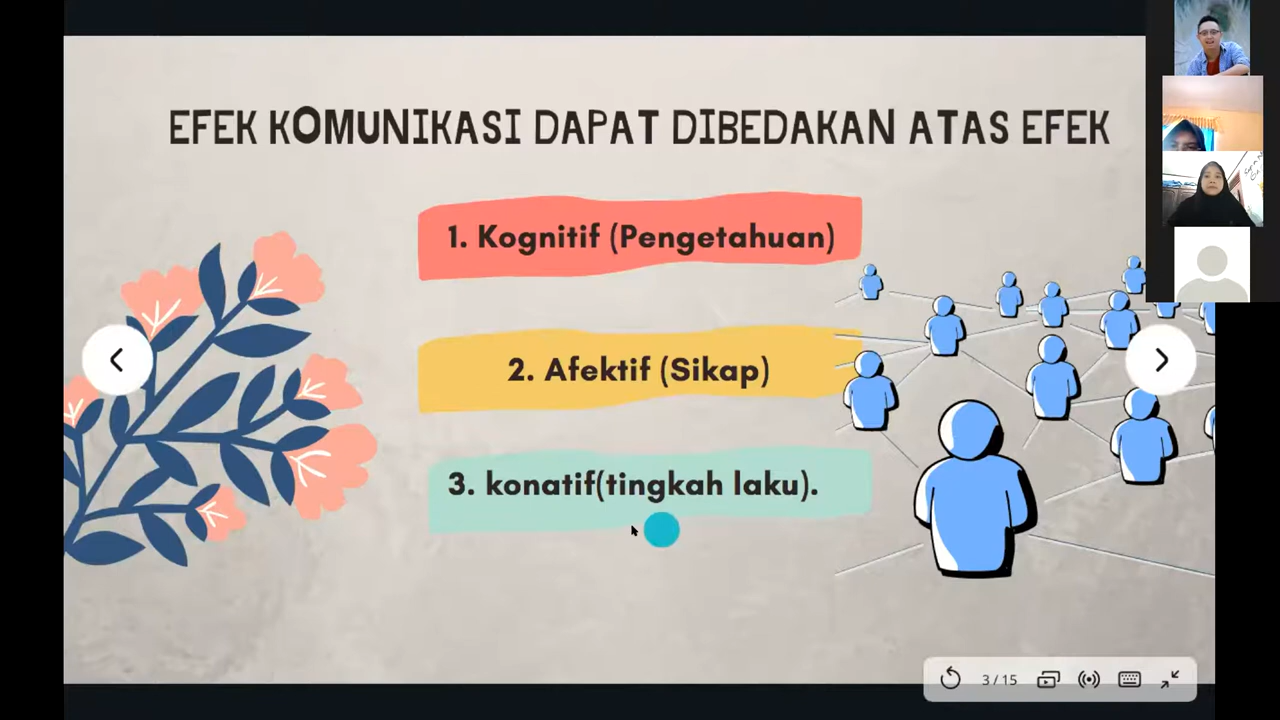 EFEK KOMUNIKASI DAPAT DIBEDAKAN ATAS EFEK
1. Kognitif (Pengetahuan)
2. Afektif (Sikap)
3. konatif(tingkah laku).
3 / 15